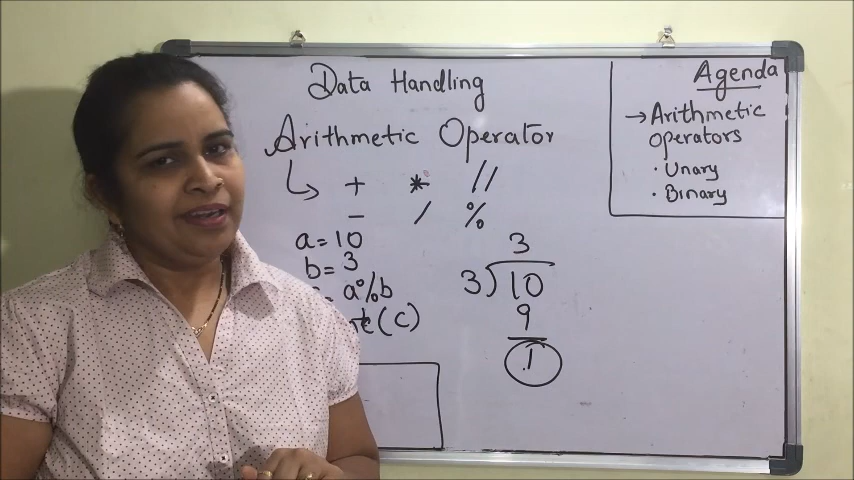 Data Handling
Arithmetic Operator
+ * //
- / %
a = 10
b = 3
a%b
(c)
3
3) 10
9
1
Agenda
→ Arithmetic
operators
· Unary
· Binary